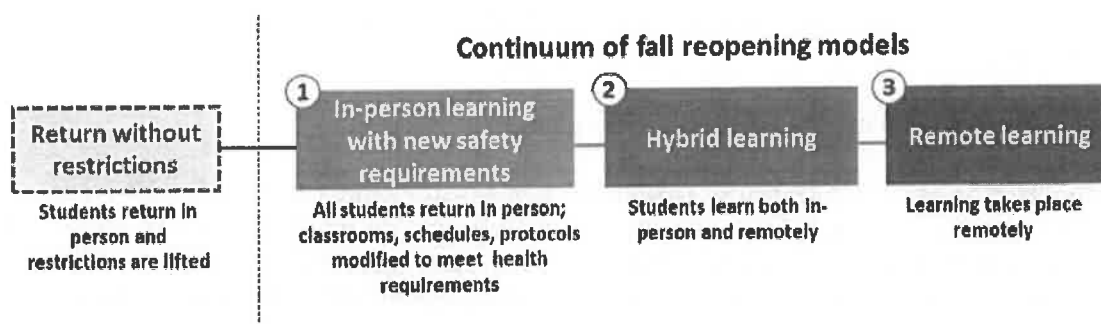 Continuum of fall reopening models
Return without
restrictions
Students return in
person and
restrictions are lifted
1
In-person learning
with new safety
requirements
All students return in person;
classrooms, schedules, protocols
modified to meet health
requirements
2
Hybrid learning
Students learn both in-
person and remotely
3
Remote learning
Learning takes place
remotely